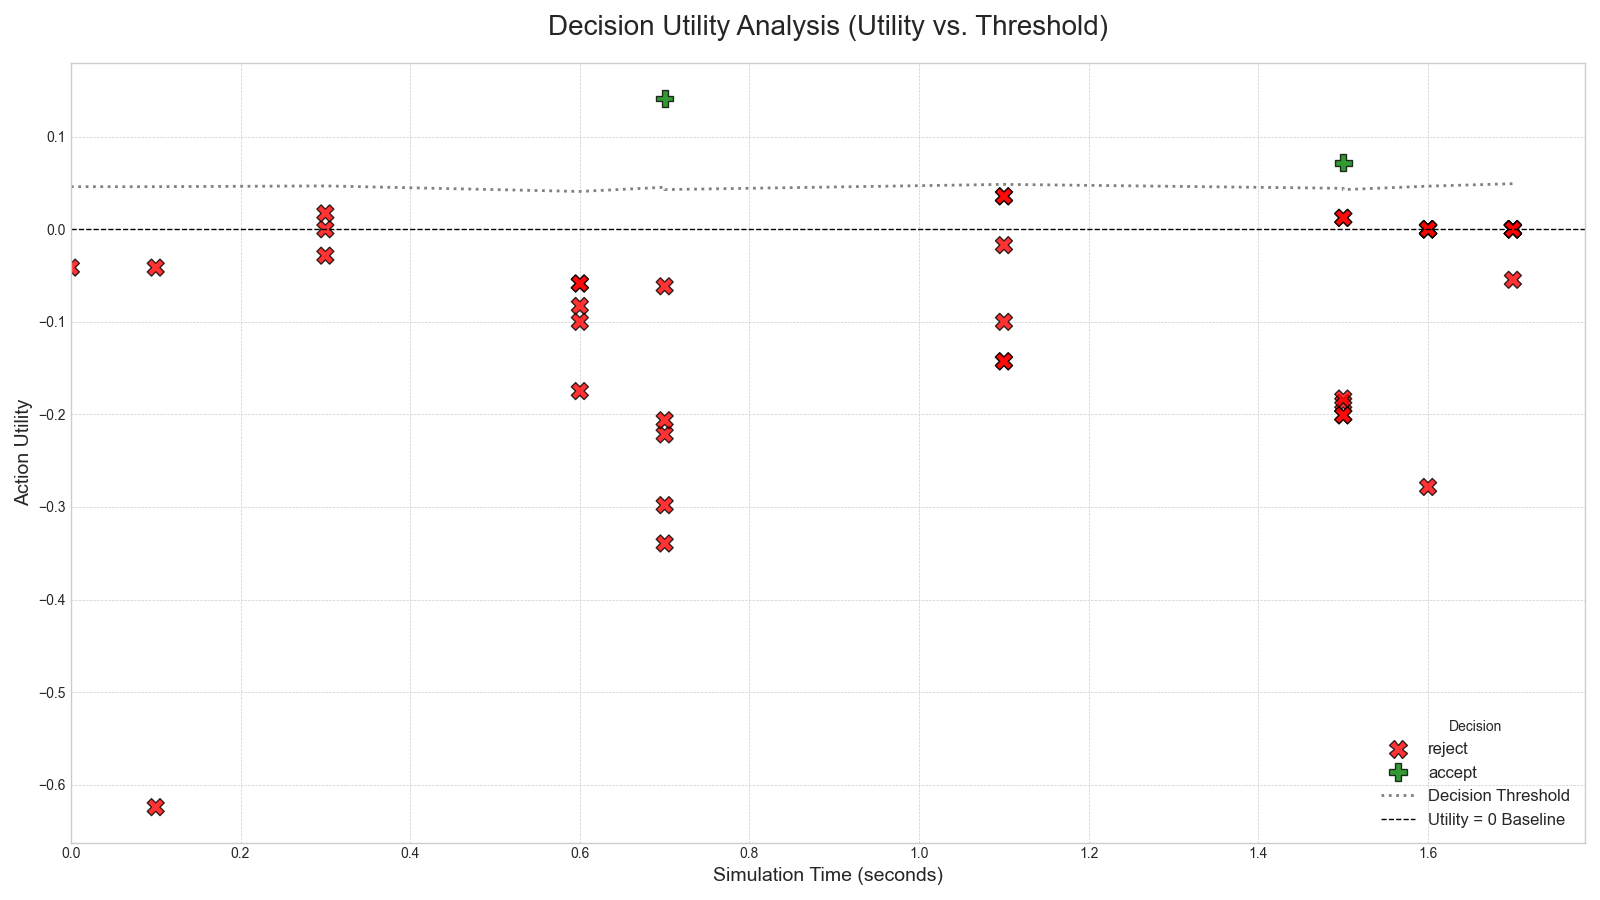 Decision Utility Analysis (Utility vs. Threshold)
Action Utility
0.1
0.0
−0.1
−0.2
−0.3
−0.4
−0.5
−0.6
Decision
reject
accept
Decision Threshold
Utility = 0 Baseline
0.0 0.2 0.4 0.6 0.8 1.0 1.2 1.4 1.6
Simulation Time (seconds)